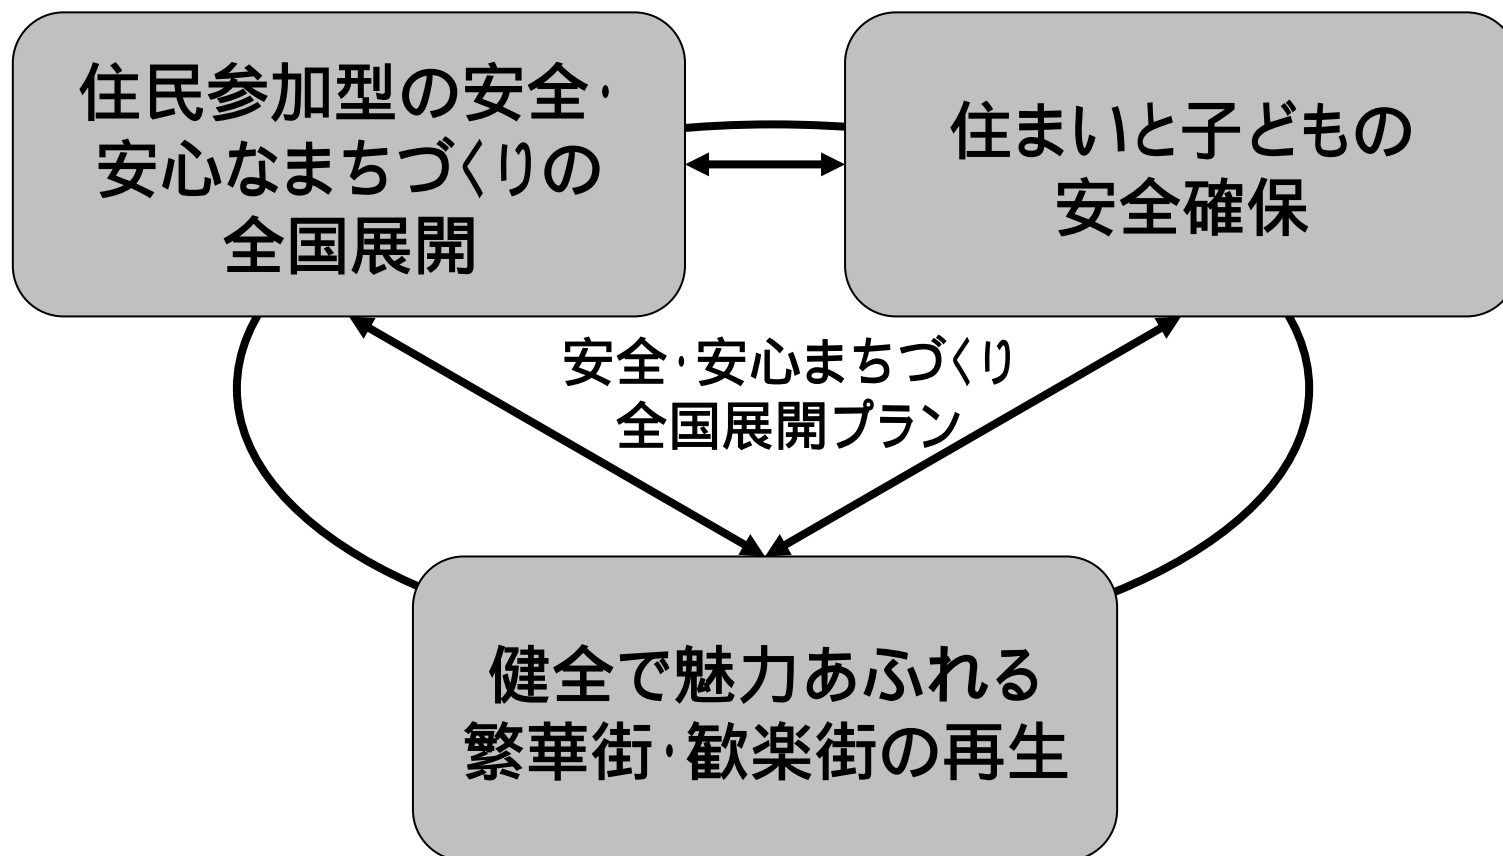 住民参加型の安全・
安心なまちづくりの
全国展開
住まいと子どもの
安全確保
安全・安心まちづくり
全国展開プラン
健全で魅力あふれる
繁華街・歓楽街の再生